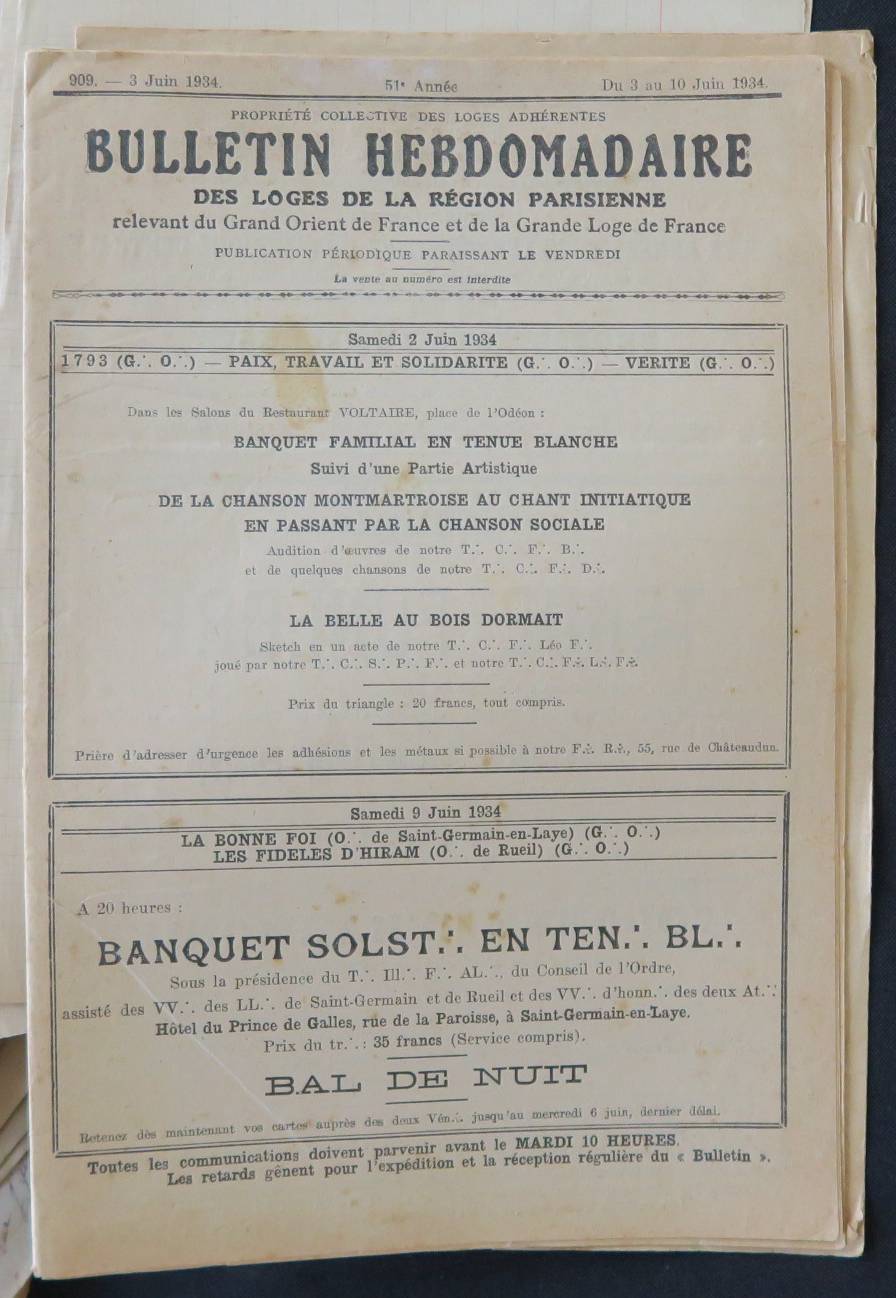 909. — 3 Juin 1934.
51e Année
Du 3 au 10 Juin 1934.
PROPRIÉTÉ COLLECTIVE DES LOGES ADHÉRENTES
BULLETIN HEBDOMADAIRE
DES LOGES DE LA RÉGION PARISIENNE
relevant du Grand Orient de France et de la Grande Loge de France
PUBLICATION PÉRIODIQUE PARAISSANT LE VENDREDI
La vente au numéro est interdite
Samedi 2 Juin 1934
1793 (G∴ O∴) — PAIX, TRAVAIL ET SOLIDARITE (G∴ O∴) — VERITE (G∴ O∴)
Dans les Salons du Restaurant VOLTAIRE, place de l'Odéon :
BANQUET FAMILIAL EN TENUE BLANCHE
Suivi d'une Partie Artistique
DE LA CHANSON MONTMARTROISE AU CHANT INITIATIQUE
EN PASSANT PAR LA CHANSON SOCIALE
Audition d'œuvres de notre T∴ C∴ F∴ B∴
et de quelques chansons de notre T∴ C∴ F∴ D∴
LA BELLE AU BOIS DORMAIT
Sketch en un acte de notre T∴ C∴ F∴ Léo F∴
joué par notre T∴ C∴ S∴ P∴ F∴ et notre T∴ C∴ F∴ L∴ F∴
Prix du triangle : 20 francs, tout compris.
Prière d'adresser d'urgence les adhésions et les métaux si possible à notre F∴ R∴, 55, rue de Châteaudun.
Samedi 9 Juin 1934
LA BONNE FOI (O∴ de Saint-Germain-en-Laye) (G∴ O∴)
LES FIDELES D'HIRAM (O∴ de Rueil) (G∴ O∴)
A 20 heures :
BANQUET SOLST∴ EN TEN∴ BL∴
Sous la présidence du T∴ Ill∴ F∴ AL∴, du Conseil de l'Ordre,
assisté des VV∴ des LL∴ de Saint-Germain et de Rueil et des VV∴ d'honn∴ des deux At∴
Hôtel du Prince de Galles, rue de la Paroisse, à Saint-Germain-en-Laye.
Prix du tr∴ : 35 francs (Service compris).
BAL DE NUIT
Retenez dès maintenant vos cartes auprès des deux Vén∴ jusqu'au mercredi 6 juin, dernier délai.
Toutes les communications doivent parvenir avant le MARDI 10 HEURES.
Les retards gênent pour l'expédition et la réception régulière du « Bulletin ».